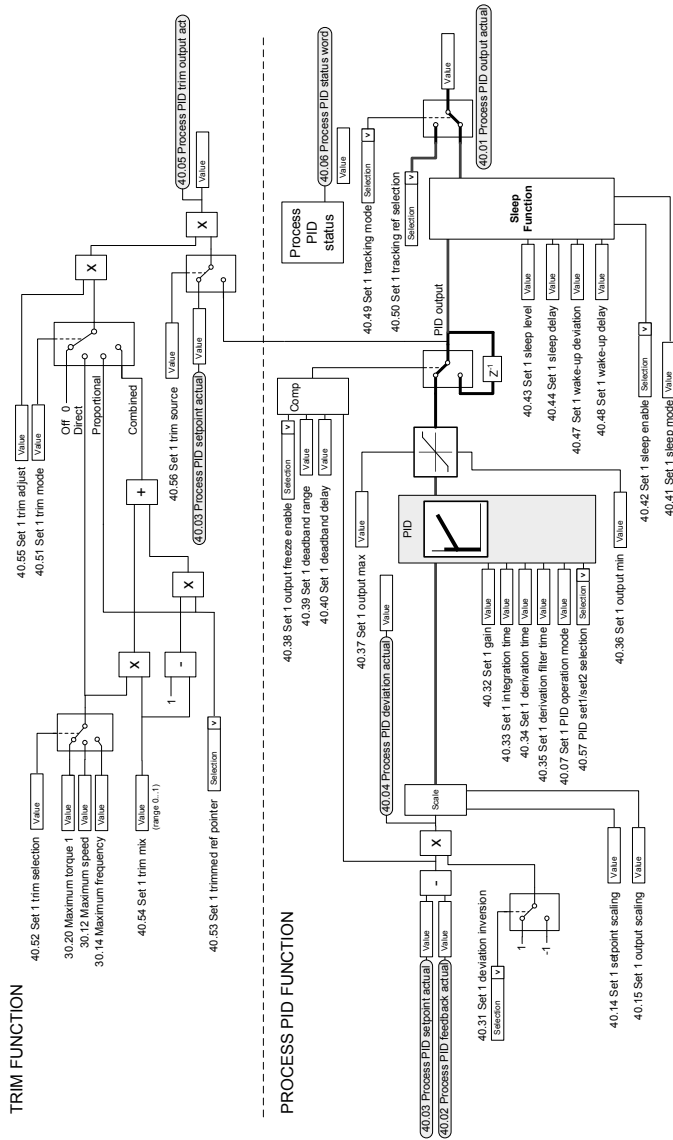 TRIM FUNCTION
40.52 Set 1 trim selection Value
30.20 Maximum torque 1 Value
30.12 Maximum speed Value
30.14 Maximum frequency Value
40.54 Set 1 trim mix Value
(range 0...1)
40.53 Set 1 trimmed ref pointer Selection v
1
-
X
X
+
40.55 Set 1 trim adjust Value
40.51 Set 1 trim mode Value
Off 0
Direct
Proportional
Combined
X
X
40.56 Set 1 trim source Value
40.03 Process PID setpoint actual Value
40.05 Process PID trim output act
Value
PROCESS PID FUNCTION
40.03 Process PID setpoint actual Value
40.02 Process PID feedback actual Value
-
X
40.31 Set 1 deviation inversion
Selection v
1
-1
40.04 Process PID deviation actual Value
Scale
40.14 Set 1 setpoint scaling Value
40.15 Set 1 output scaling Value
PID
40.32 Set 1 gain Value
40.33 Set 1 integration time Value
40.34 Set 1 derivation time Value
40.35 Set 1 derivation filter time Value
40.07 Set 1 PID operation mode Value
40.57 PID set1/set2 selection Selection v
40.37 Set 1 output max Value
40.36 Set 1 output min Value
40.38 Set 1 output freeze enable Selection v
40.39 Set 1 deadband range Value
40.40 Set 1 deadband delay Value
Comp
Z-1
PID output
Process
PID
status
40.06 Process PID status word
Value
40.49 Set 1 tracking mode Selection v
40.50 Set 1 tracking ref selection
Selection v
Value
40.01 Process PID output actual
Sleep
Function
40.43 Set 1 sleep level Value
40.44 Set 1 sleep delay Value
40.47 Set 1 wake-up deviation Value
40.48 Set 1 wake-up delay Value
40.42 Set 1 sleep enable Selection v
40.41 Set 1 sleep mode Value